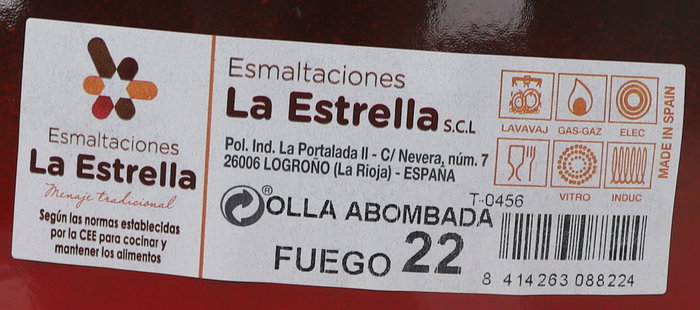 Esmaltaciones
La Estrella
Menaje tradicional
Según las normas establecidas
por la CEE para cocinar y
mantener los alimentos
Esmaltaciones
La Estrella S.C.L
Pol. Ind. La Portalada II - C/ Nevera, núm. 7
26006 LOGROÑO (La Rioja) - ESPAÑA
® OLLA ABOMBADA
FUEGO 22
LAVAVAJ GAS-GAZ ELEC
VITRO INDUC
MADE IN SPAIN
T-0456
8 414263 088224